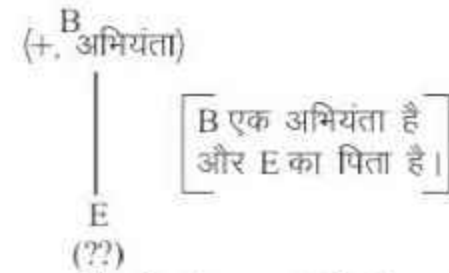 B
(+, अभियंता)
B एक अभियंता है
और E का पिता है।
E
(??)